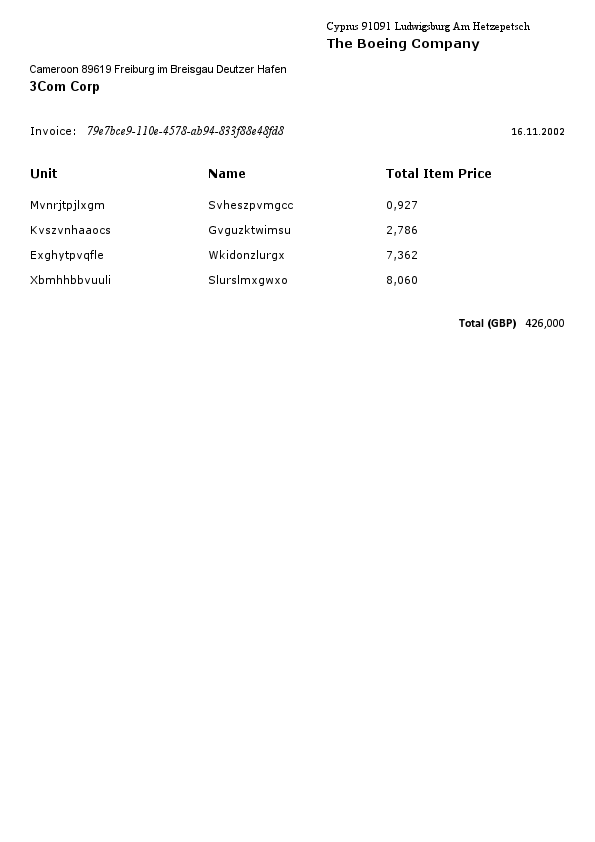 Cyprus 91091 Ludwigsburg Am Hetzepetsch
The Boeing Company
Cameroon 89619 Freiburg im Breisgau Deutzer Hafen
3Com Corp
Invoice: 79e7bce9-110e-4578-ab94-833f88e48fd8 16.11.2002
Unit Name Total Item Price
Mvnrjtpjlxgm Svheszpvmgcc 0,927
Kvszvnhaaocs Gvguzktwimsu 2,786
Exghytpvqfle Wkidonzlurgx 7,362
Xbmhhbbvuuli Slurslmxgwxo 8,060
Total (GBP) 426,000